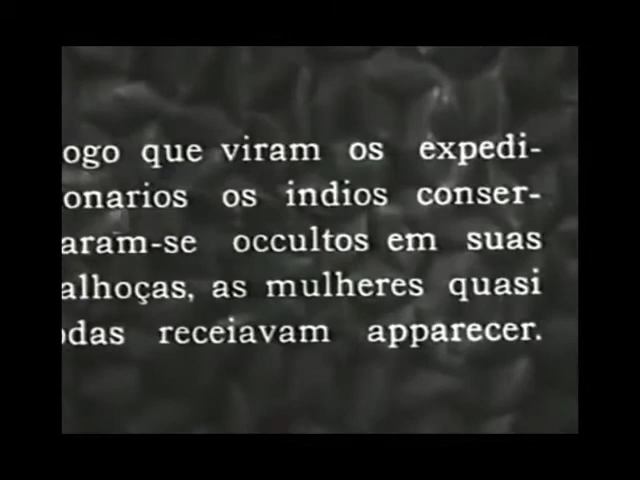 ogo que viram os expedi-
onarios os indios conser-
aram-se occultos em suas
alhoças, as mulheres quasi
odas receiavam apparecer.